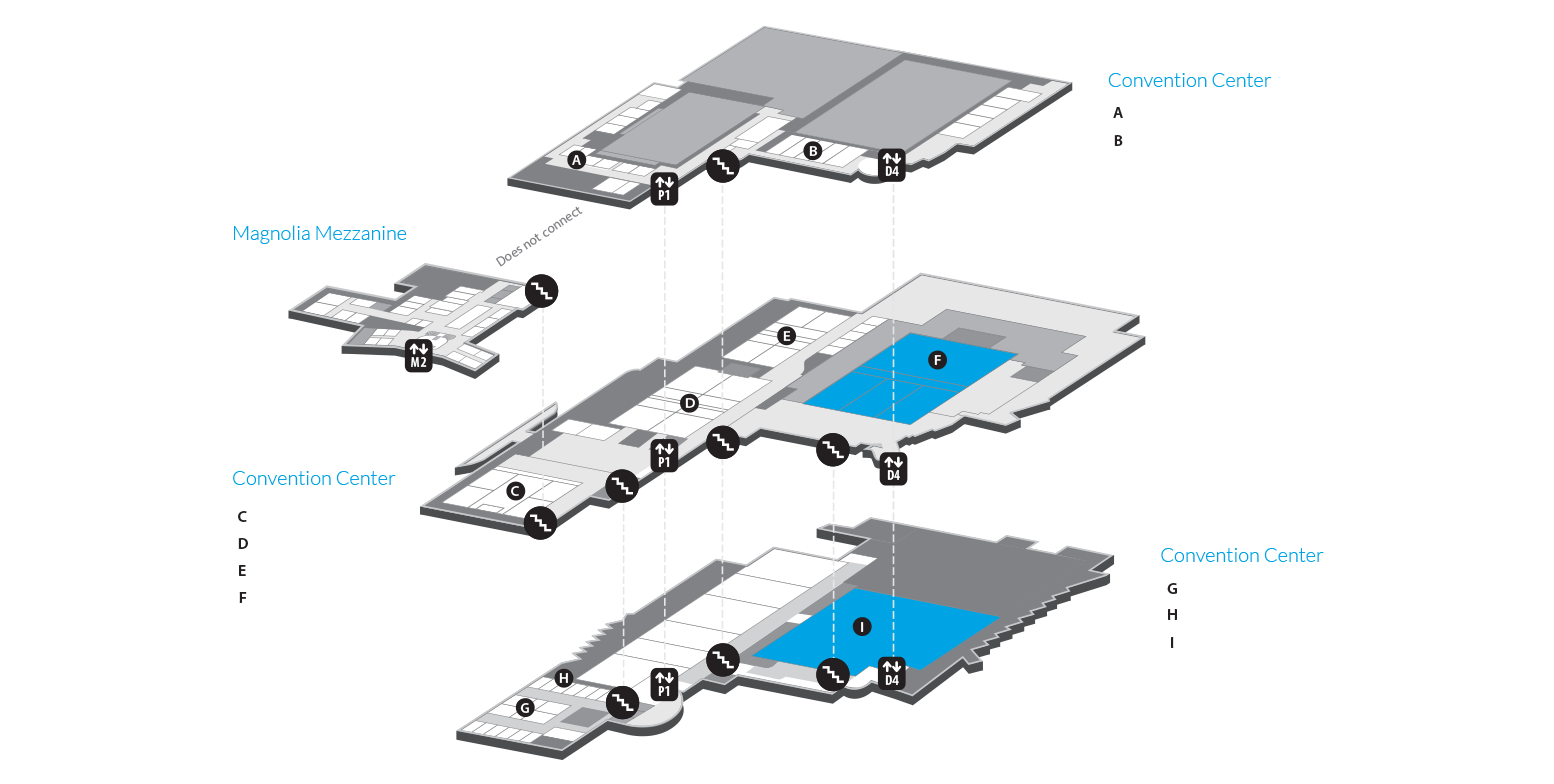 Convention Center
A
B
A
B
P1
D4
Does not connect
Magnolia Mezzanine
M2
E
F
D
P1
D4
C
Convention Center
C
D
E
F
Convention Center
G
H
I
I
H
G
P1
D4